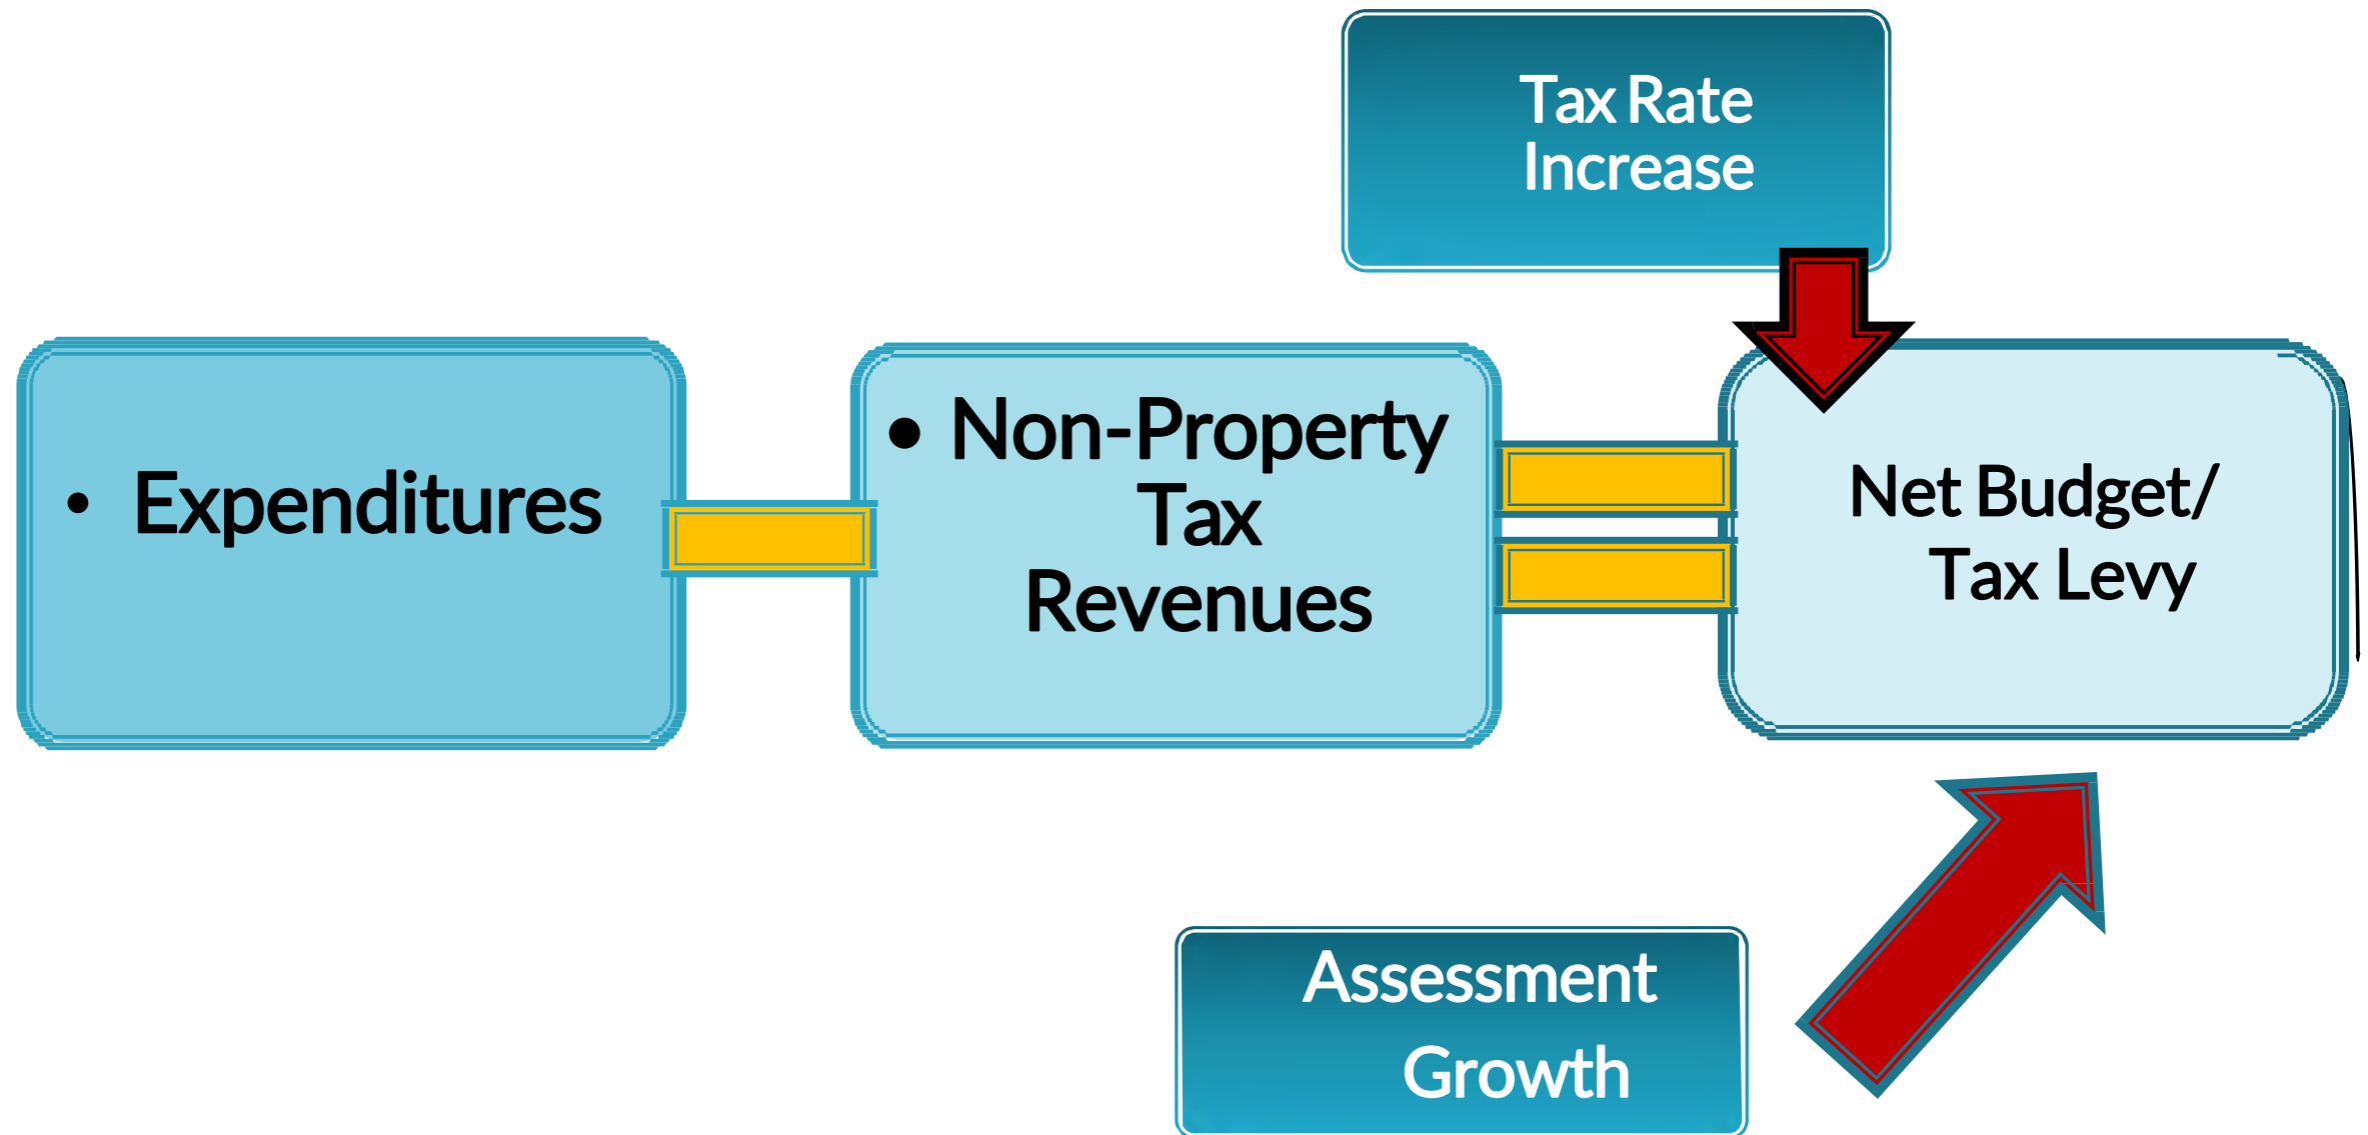 Tax Rate
Increase
• Expenditures
• Non-Property
Tax
Revenues
Net Budget/
Tax Levy
Assessment
Growth